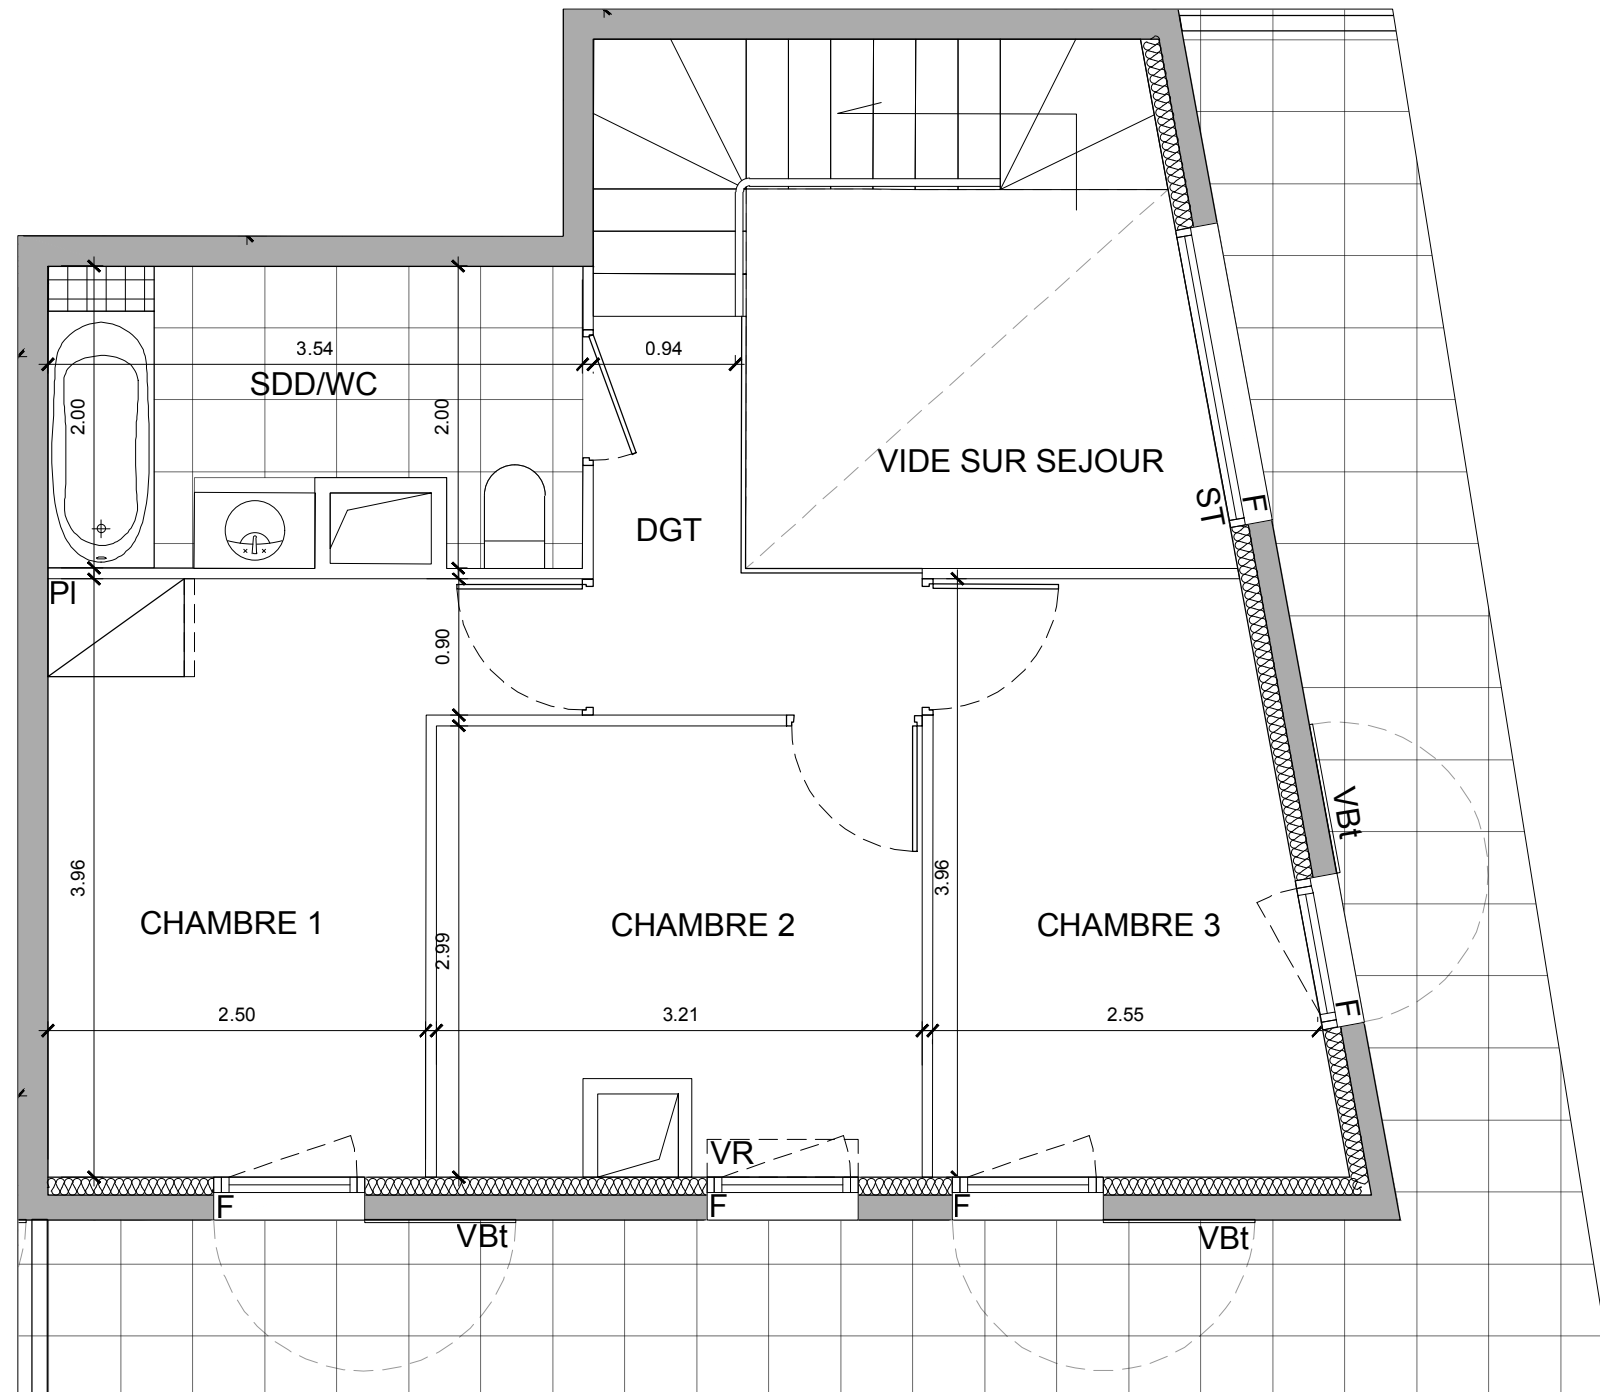 3.54
0.94
SDD/WC
2.00
2.00
VIDE SUR SEJOUR
ST
F
DGT
Pl
0.90
VBt
3.96
3.96
2.99
CHAMBRE 1
CHAMBRE 2
CHAMBRE 3
2.50
3.21
2.55
F
VR
F
F
F
VBt
VBt